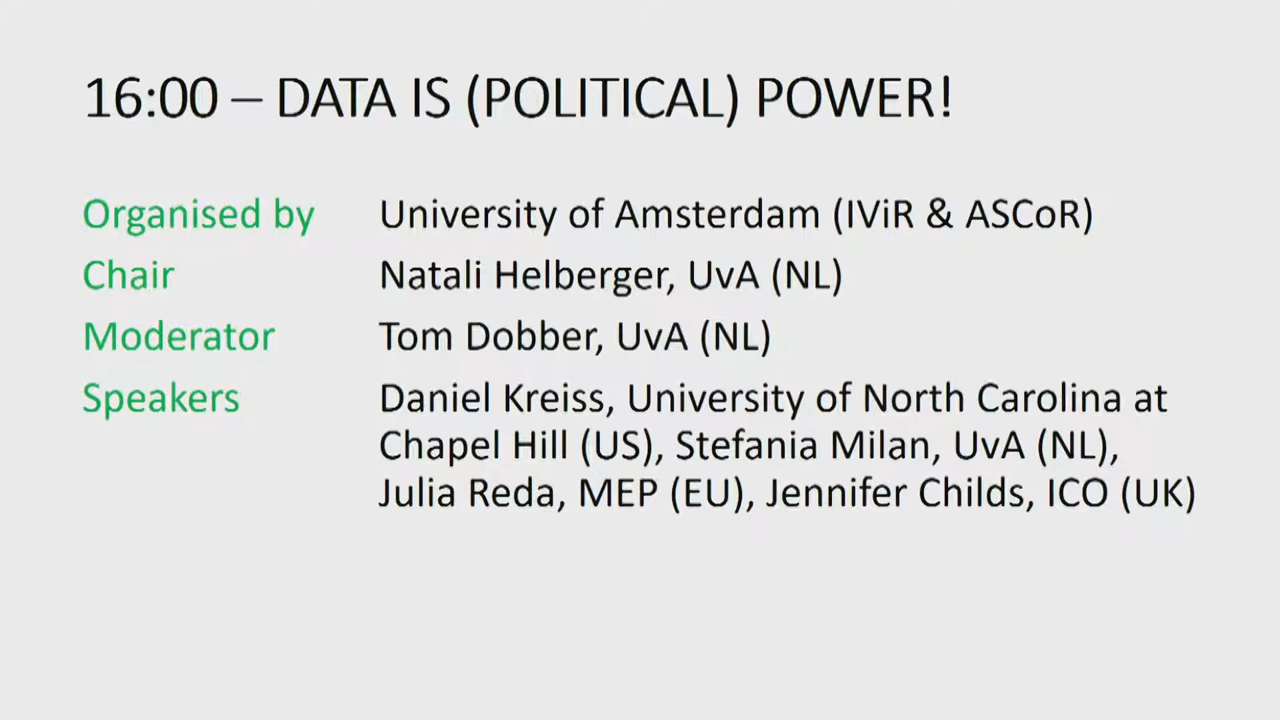 16:00 – DATA IS (POLITICAL) POWER!
Organised by University of Amsterdam (IViR & ASCoR)
Chair Natali Helberger, UvA (NL)
Moderator Tom Dobber, UvA (NL)
Speakers Daniel Kreiss, University of North Carolina at
Chapel Hill (US), Stefania Milan, UvA (NL),
Julia Reda, MEP (EU), Jennifer Childs, ICO (UK)